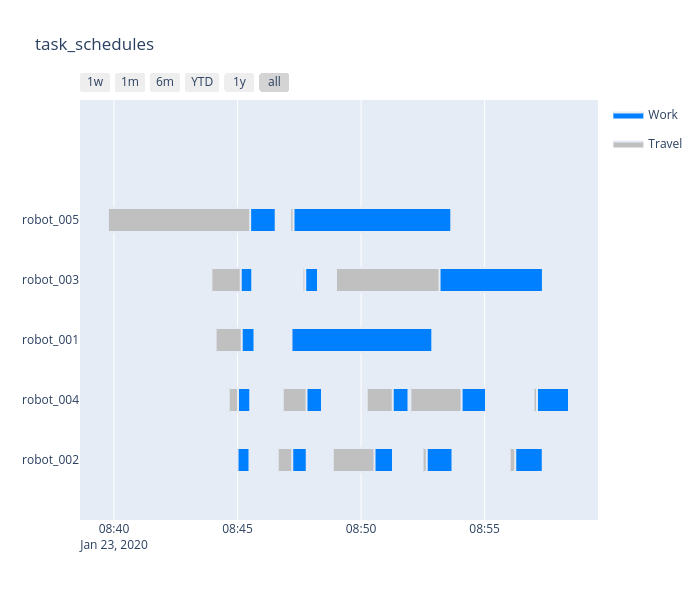 task_schedules
1w 1m 6m YTD 1y all
Work
Travel
robot_005
robot_003
robot_001
robot_004
robot_002
08:40 08:45 08:50 08:55
Jan 23, 2020